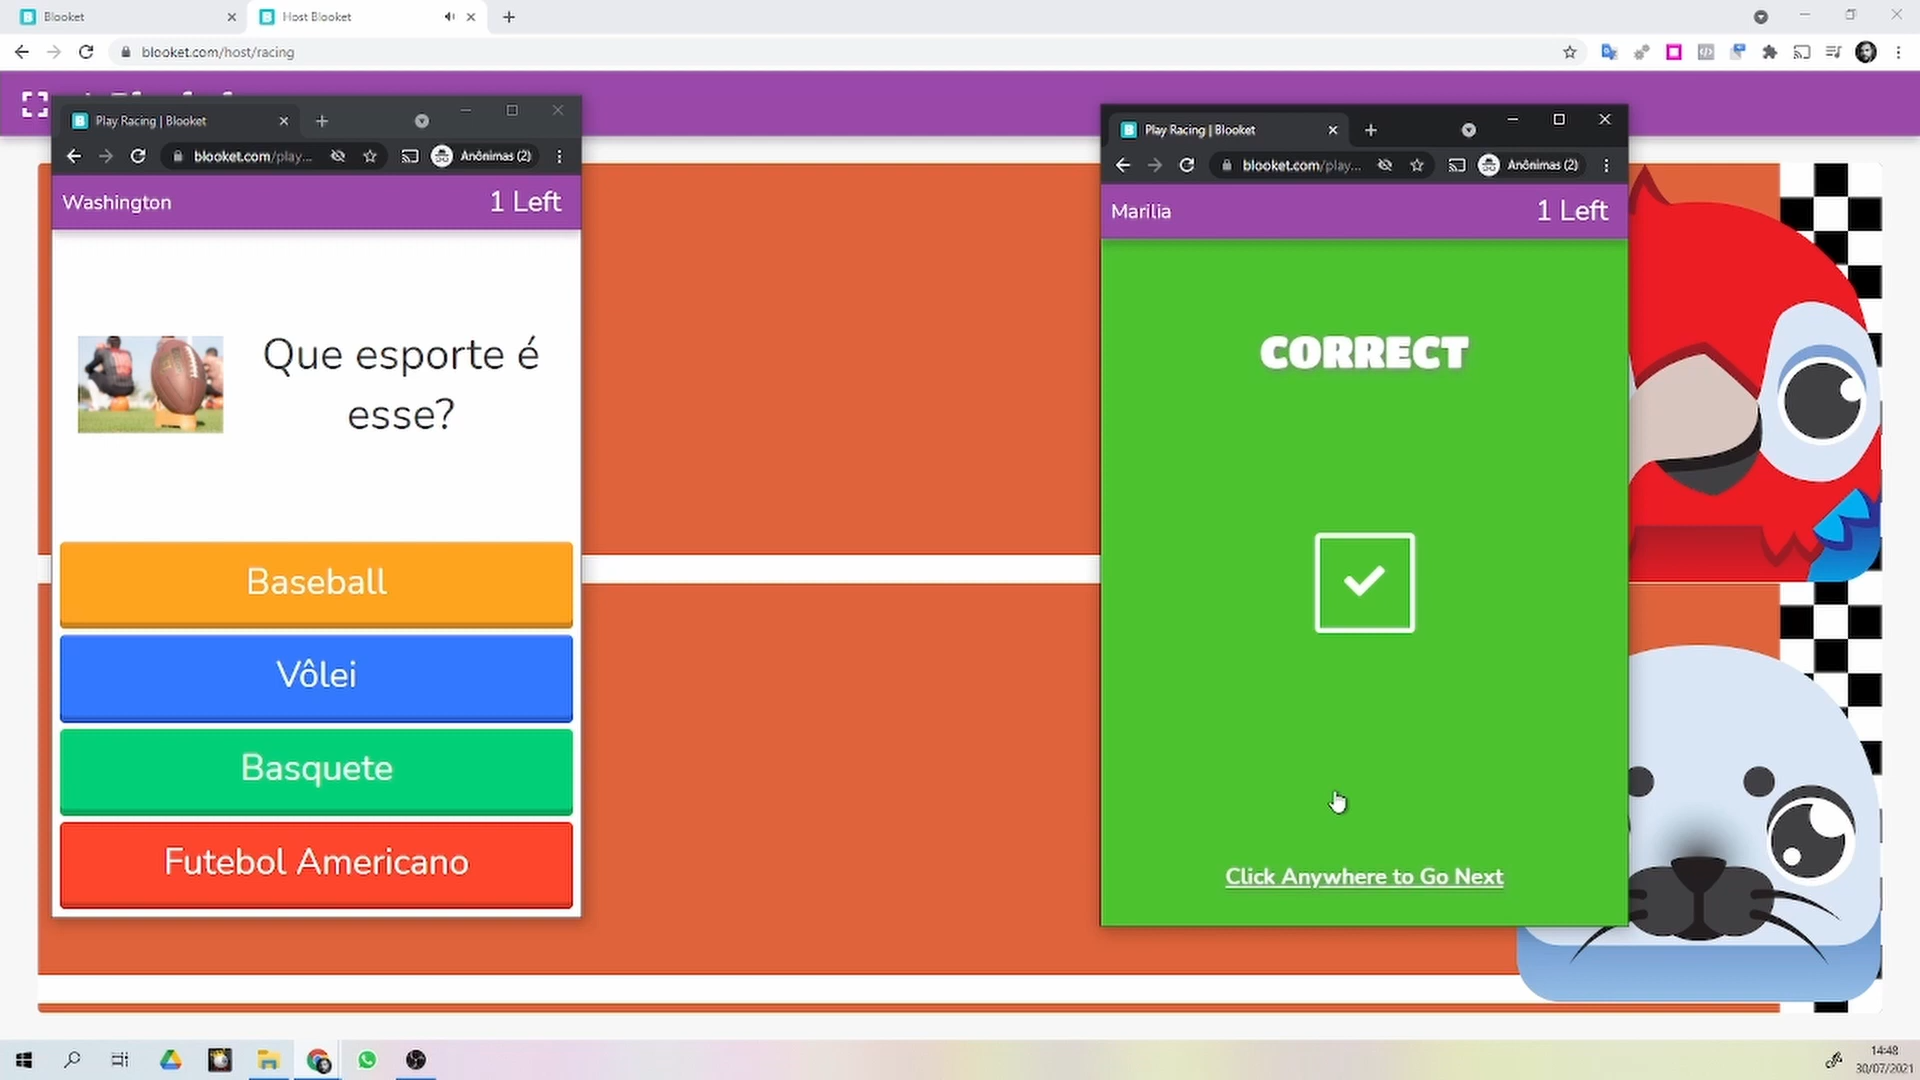 Blooket
Host Blooket
blooket.com/host/racing
Play Racing | Blooket
blooket.com/play...
Anônimas (2)
Washington
1 Left
Que esporte é
esse?
Baseball
Vôlei
Basquete
Futebol Americano
Play Racing | Blooket
blooket.com/play...
Anônimas (2)
Marilia
1 Left
CORRECT
Click Anywhere to Go Next
14:48
30/07/2021